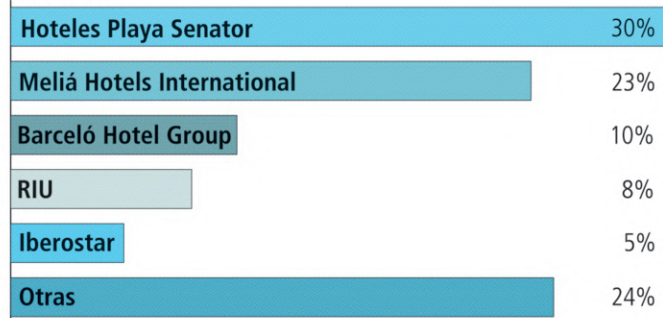 Hoteles Playa Senator 30%
Meliá Hotels International 23%
Barceló Hotel Group 10%
RIU 8%
Iberostar 5%
Otras 24%